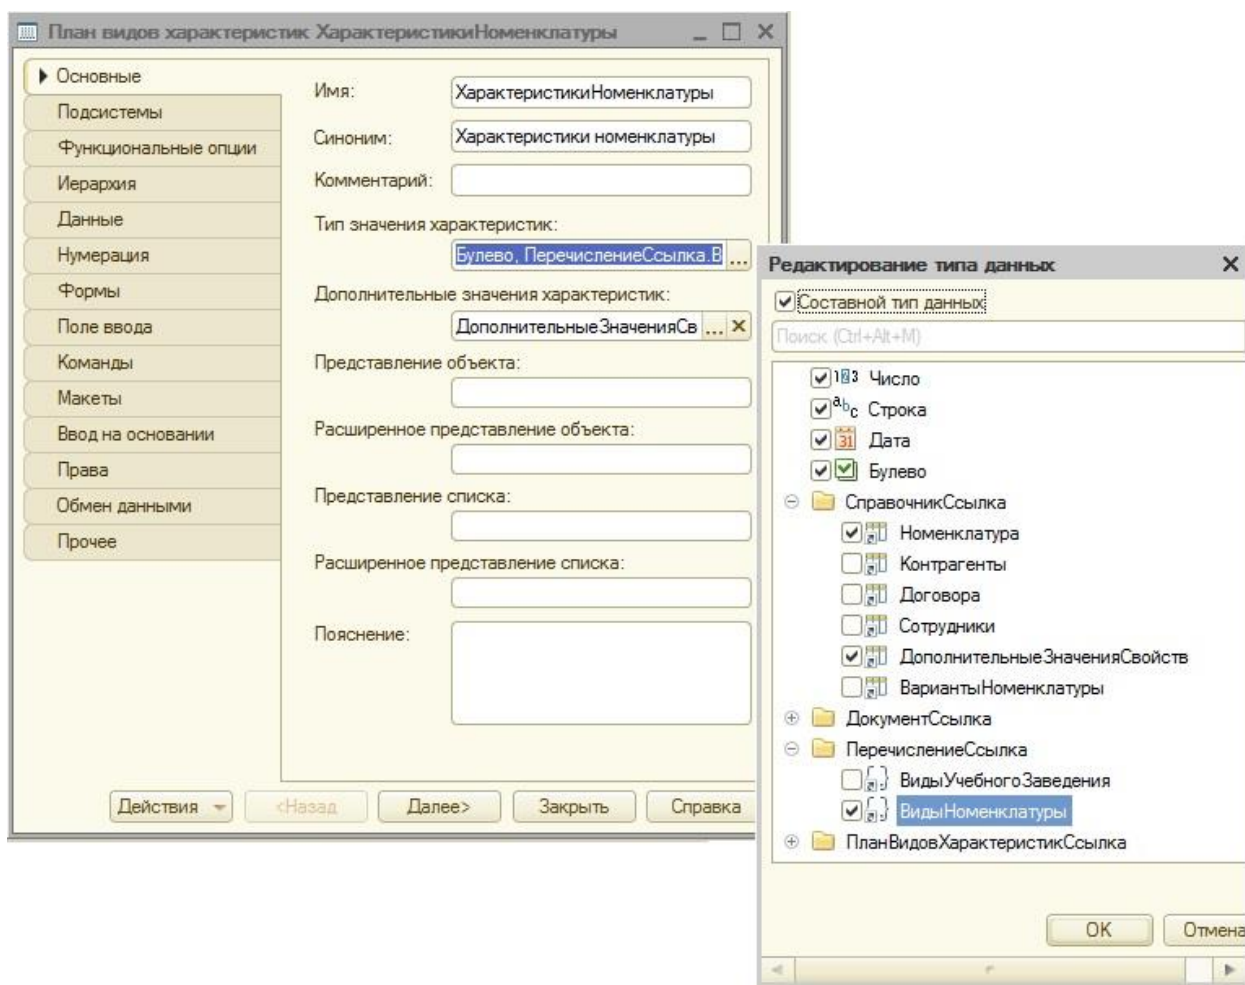 План видов характеристик ХарактеристикиНоменклатуры
Основные
Подсистемы
Функциональные опции
Иерархия
Данные
Нумерация
Формы
Поле ввода
Команды
Макеты
Ввод на основании
Права
Обмен данными
Прочее
Имя: ХарактеристикиНоменклатуры
Синоним: Характеристики номенклатуры
Комментарий:
Тип значения характеристик:
Булево, ПеречислениеСсылка.В ...
Дополнительные значения характеристик:
ДополнительныеЗначенияСв ...
Представление объекта:
Расширенное представление объекта:
Представление списка:
Расширенное представление списка:
Пояснение:
Действия <Назад Далее> Закрыть Справка
Редактирование типа данных
Составной тип данных
Поиск (Ctrl+Alt+M)
Число
Строка
Дата
Булево
СправочникСсылка
Номенклатура
Контрагенты
Договора
Сотрудники
ДополнительныеЗначенияСвойств
ВариантыНоменклатуры
ДокументСсылка
ПеречислениеСсылка
ВидыУчебногоЗаведения
ВидыНоменклатуры
ПланВидовХарактеристикСсылка
OK Отмена